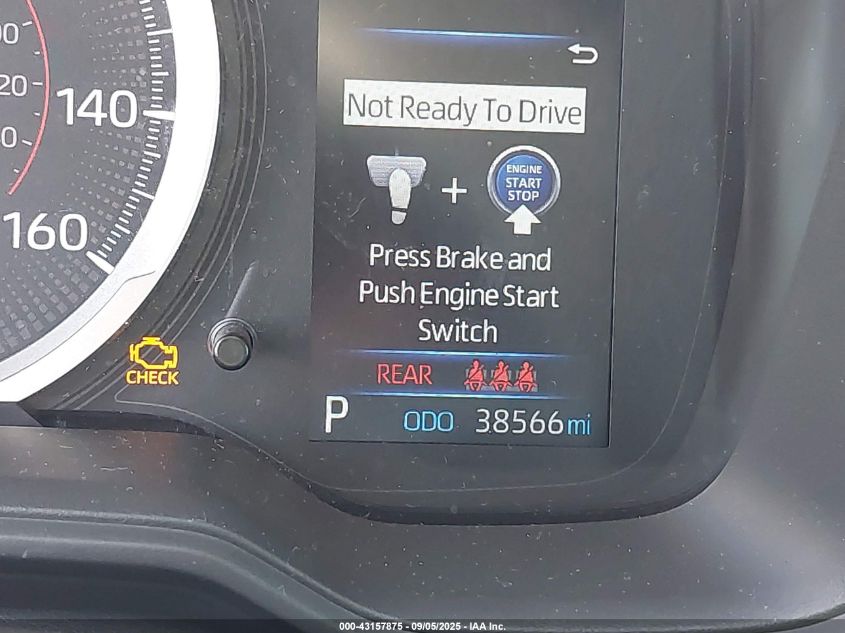 140
160
Not Ready To Drive
ENGINE
START
STOP
+
Press Brake and
Push Engine Start
Switch
CHECK
REAR
P ODO 38566 mi
000-43157875 - 09/05/2025 - IAA Inc.